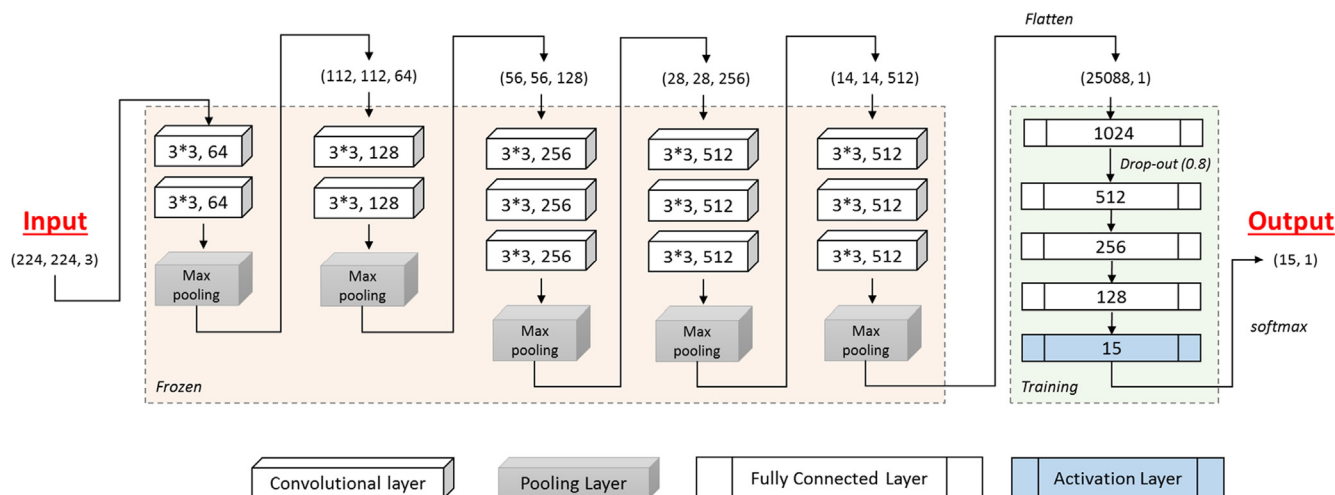 Input
(224, 224, 3)
3*3, 64
3*3, 64
Max
pooling
(112, 112, 64)
3*3, 128
3*3, 128
Max
pooling
(56, 56, 128)
3*3, 256
3*3, 256
3*3, 256
Max
pooling
(28, 28, 256)
3*3, 512
3*3, 512
3*3, 512
Max
pooling
(14, 14, 512)
3*3, 512
3*3, 512
3*3, 512
Max
pooling
Frozen
Flatten
(25088, 1)
1024
Drop-out (0.8)
512
256
128
15
Training
softmax
Output
(15, 1)
Convolutional layer
Pooling Layer
Fully Connected Layer
Activation Layer